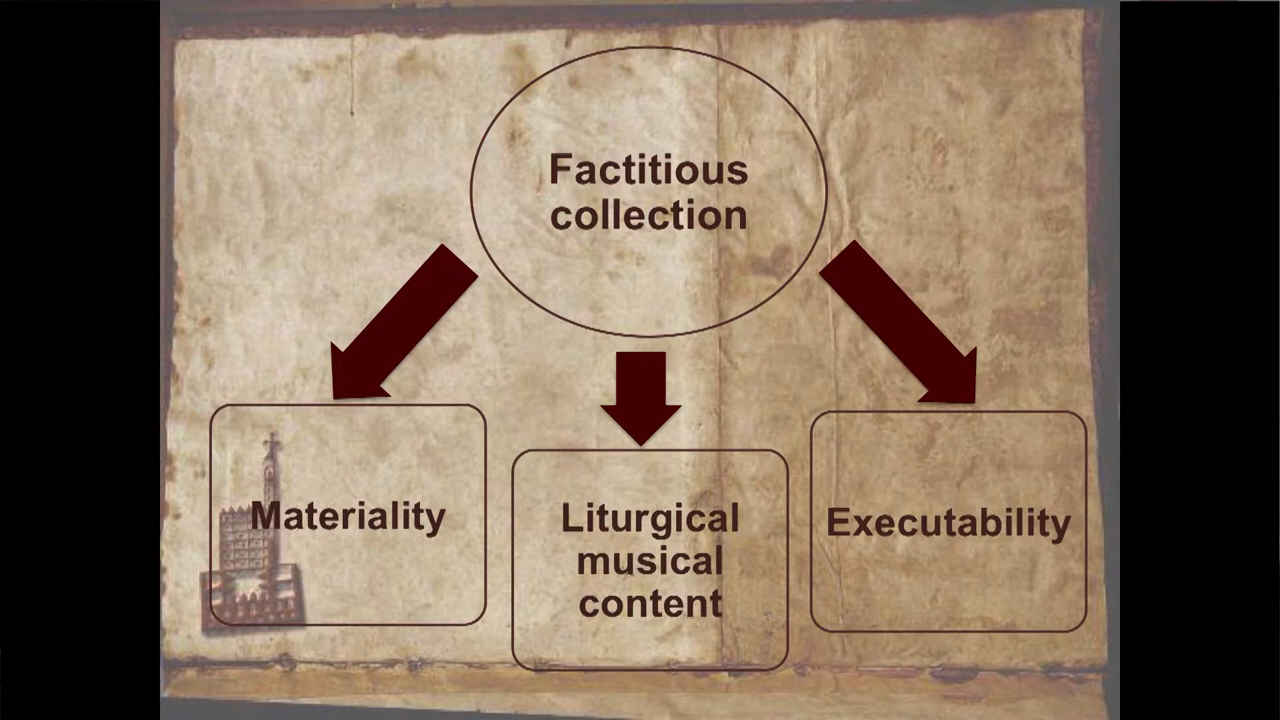 Factitious
collection
Materiality
Liturgical
musical
content
Executability